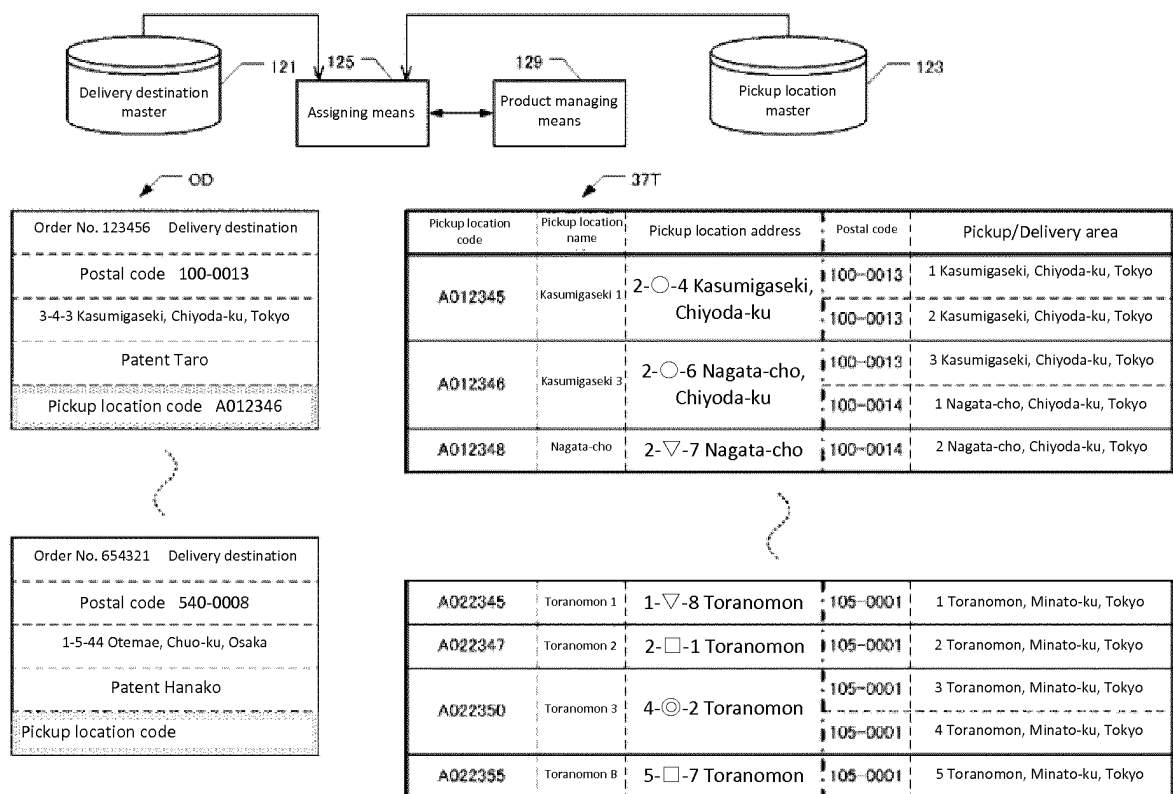 121
125
129
123
Delivery destination
master
Assigning means
Product managing
means
Pickup location
master
OD
37T
Order No. 123456 Delivery destination
Postal code 100-0013
3-4-3 Kasumigaseki, Chiyoda-ku, Tokyo
Patent Taro
Pickup location code A012346
Order No. 654321 Delivery destination
Postal code 540-0008
1-5-44 Otemae, Chuo-ku, Osaka
Patent Hanako
Pickup location code
Pickup location
code
Pickup location
name
Pickup location address
Postal code
Pickup/Delivery area
A012345
Kasumigaseki 1
2-○-4 Kasumigaseki,
Chiyoda-ku
100-0013
1 Kasumigaseki, Chiyoda-ku, Tokyo
100-0013
2 Kasumigaseki, Chiyoda-ku, Tokyo
A012346
Kasumigaseki 3
2-○-6 Nagata-cho,
Chiyoda-ku
100-0013
3 Kasumigaseki, Chiyoda-ku, Tokyo
100-0014
1 Nagata-cho, Chiyoda-ku, Tokyo
A012348
Nagata-cho
2-▽-7 Nagata-cho
100-0014
2 Nagata-cho, Chiyoda-ku, Tokyo
A022345
Toranomon 1
1-▽-8 Toranomon
105-0001
1 Toranomon, Minato-ku, Tokyo
A022347
Toranomon 2
2-□-1 Toranomon
105-0001
2 Toranomon, Minato-ku, Tokyo
A022350
Toranomon 3
4-◎-2 Toranomon
105-0001
3 Toranomon, Minato-ku, Tokyo
105-0001
4 Toranomon, Minato-ku, Tokyo
A022355
Toranomon B
5-□-7 Toranomon
105-0001
5 Toranomon, Minato-ku, Tokyo